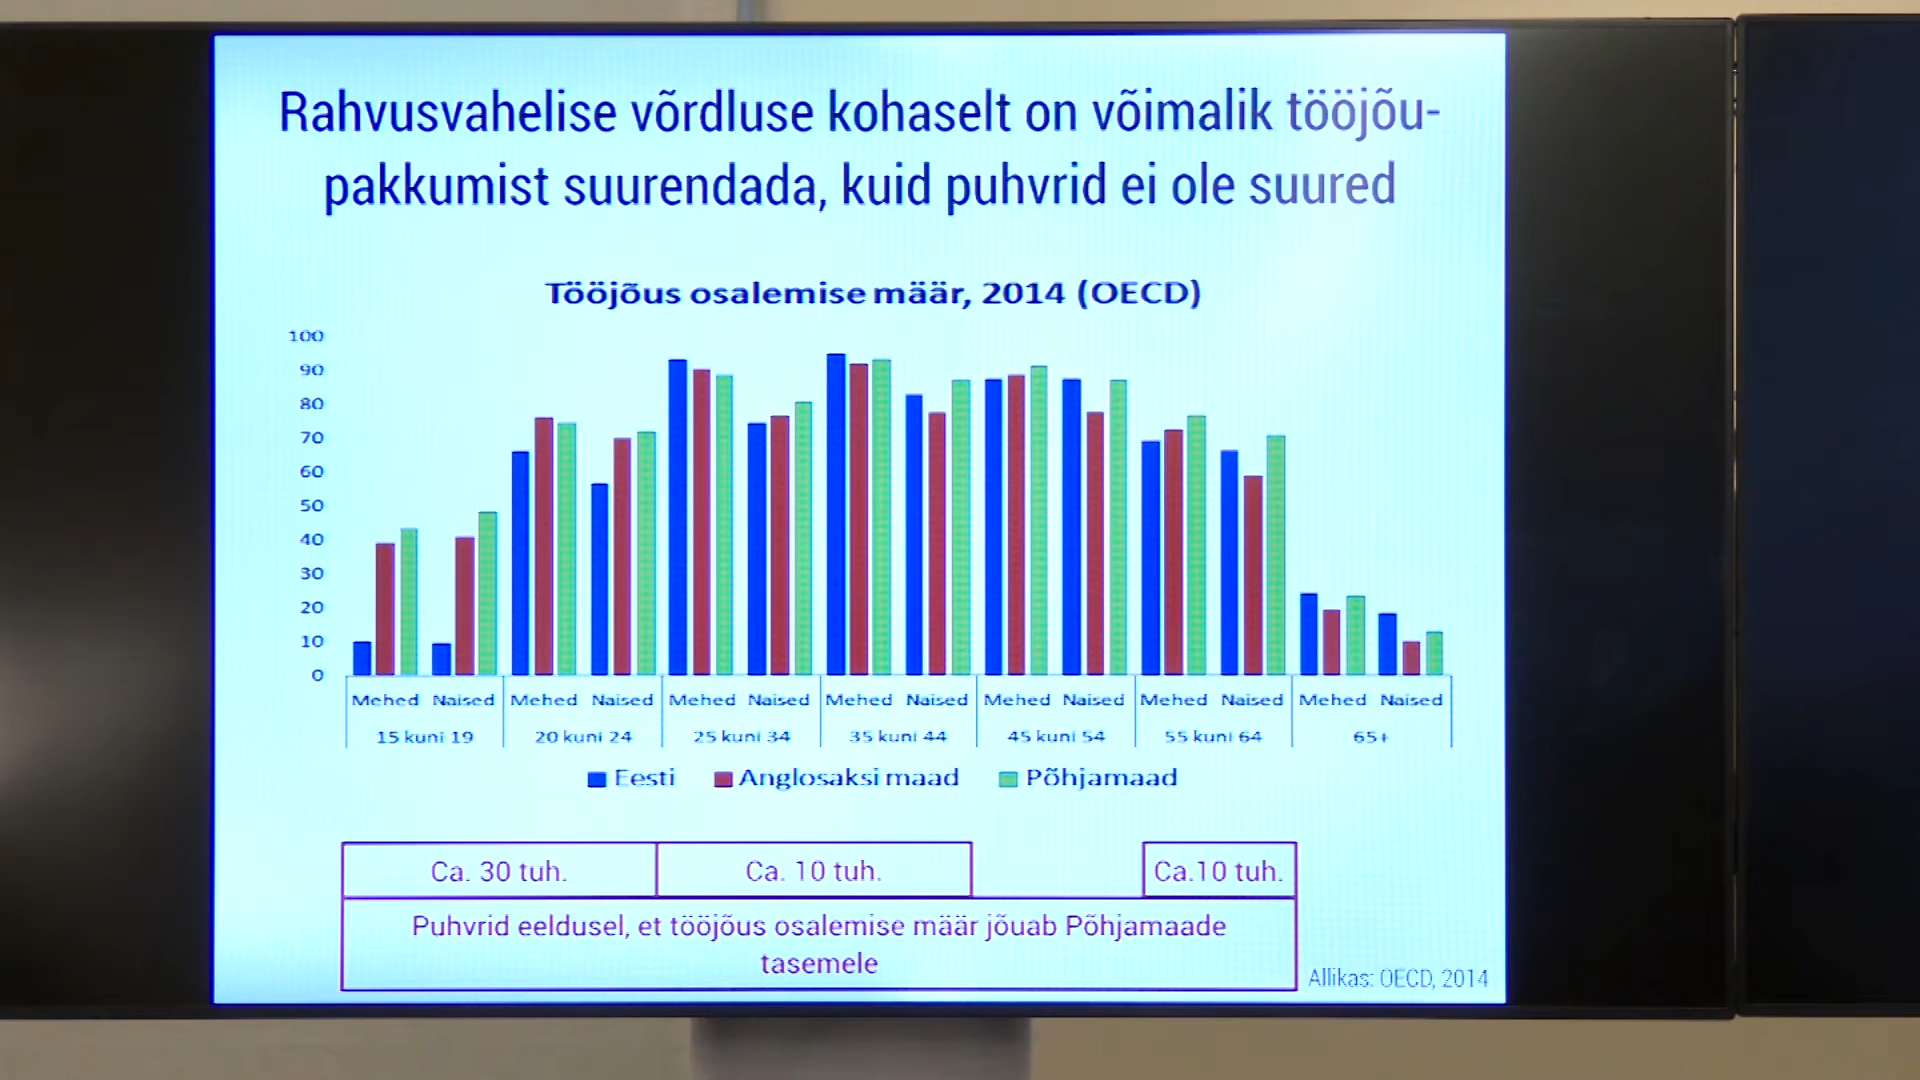 Rahvusvahelise võrdluse kohaselt on võimalik tööjõu-
pakkumist suurendada, kuid puhvrid ei ole suured
Tööjõus osalemise määr, 2014 (OECD)
100
90
80
70
60
50
40
30
20
10
0
Mehed Naised Mehed Naised Mehed Naised Mehed Naised Mehed Naised Mehed Naised Mehed Naised
15 kuni 19 20 kuni 24 25 kuni 34 35 kuni 44 45 kuni 54 55 kuni 64 65+
Eesti Anglosaksi maad Põhjamaad
Ca. 30 tuh. Ca. 10 tuh. Ca.10 tuh.
Puhvrid eeldusel, et tööjõus osalemise määr jõuab Põhjamaade
tasemele
Allikas: OECD, 2014